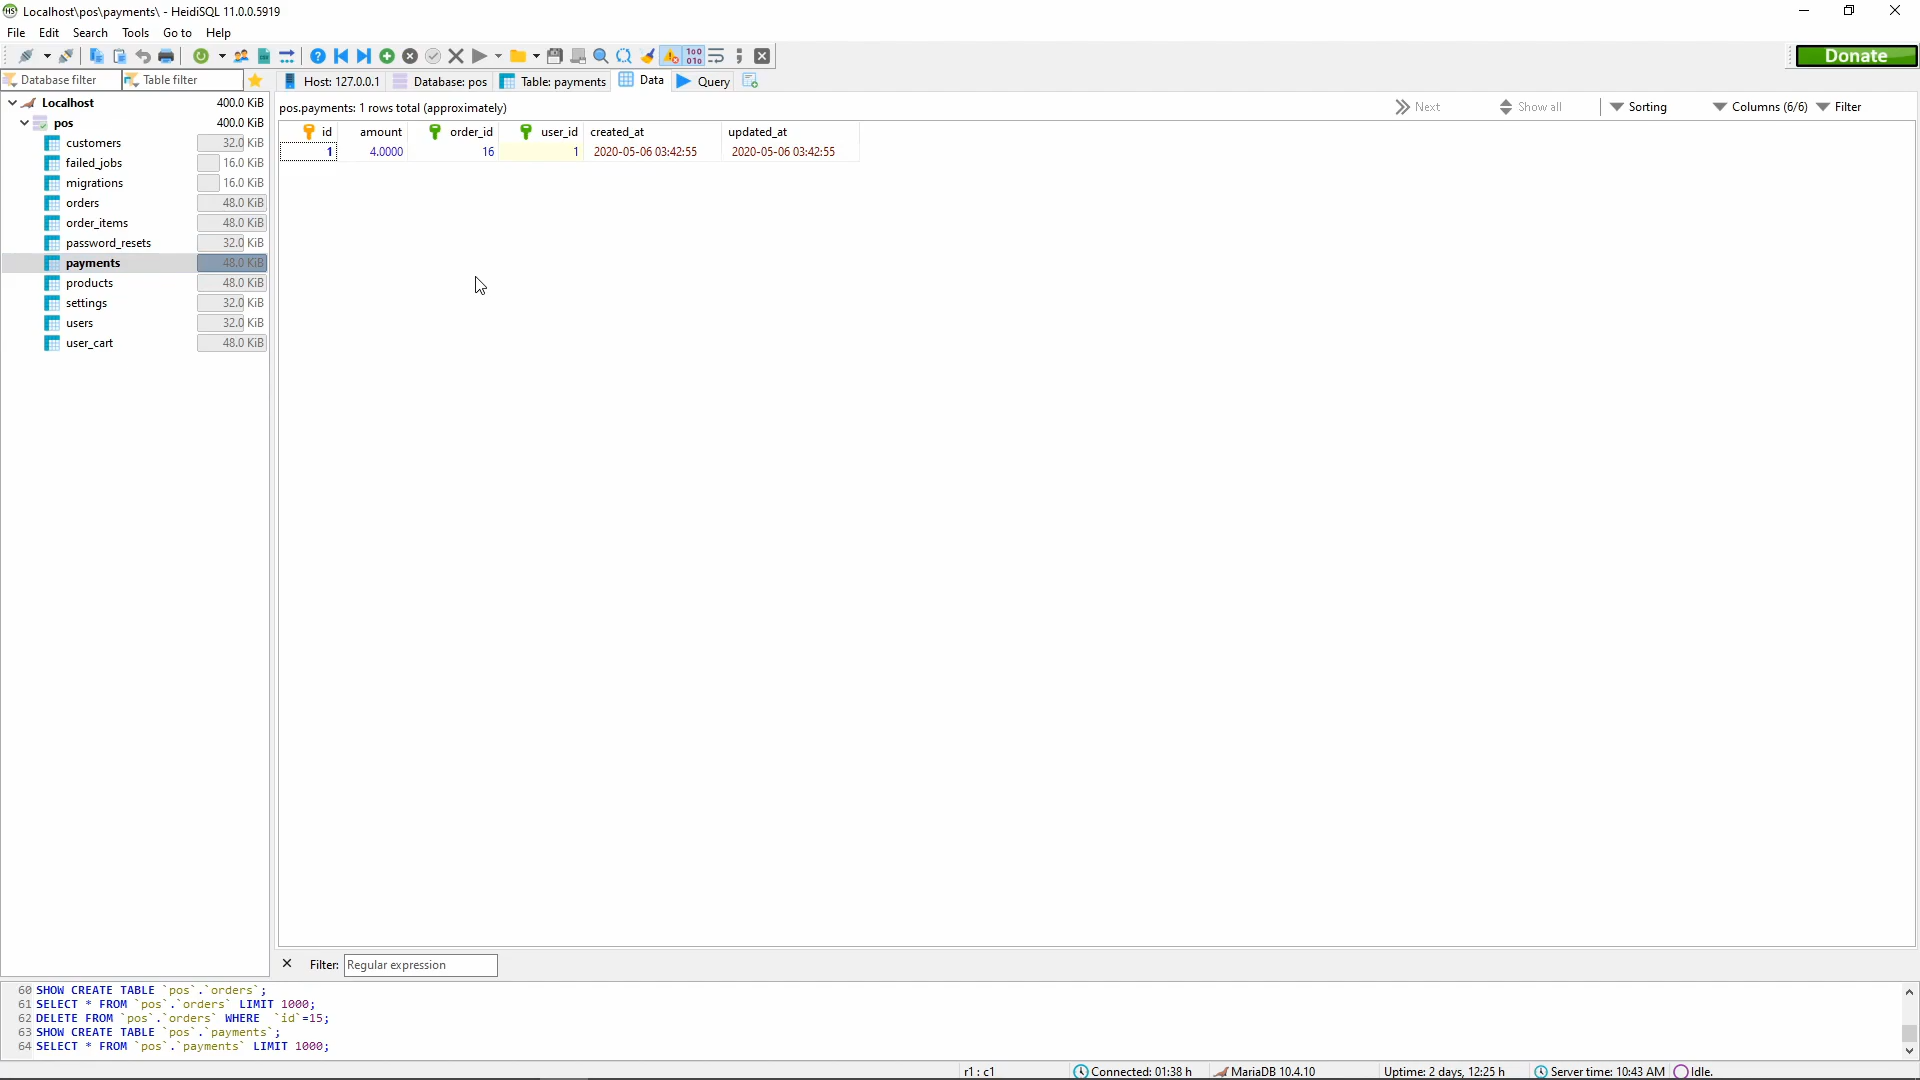 Localhost\pos\payments\ - HeidiSQL 11.0.0.5919
File Edit Search Tools Go to Help
Donate
Database filter Table filter Host: 127.0.0.1 Database: pos Table: payments Data Query
Localhost 400.0 KiB
pos 400.0 KiB
customers 32.0 KiB
failed_jobs 16.0 KiB
migrations 16.0 KiB
orders 48.0 KiB
order_items 48.0 KiB
password_resets 32.0 KiB
payments 48.0 KiB
products 48.0 KiB
settings 32.0 KiB
users 32.0 KiB
user_cart 48.0 KiB
pos.payments: 1 rows total (approximately) Next Show all Sorting Columns (6/6) Filter
id amount order_id user_id created_at updated_at
1 4.0000 16 1 2020-05-06 03:42:55 2020-05-06 03:42:55
Filter: Regular expression
60 SHOW CREATE TABLE `pos`.`orders`;
61 SELECT * FROM `pos`.`orders` LIMIT 1000;
62 DELETE FROM `pos`.`orders` WHERE  `id`=15;
63 SHOW CREATE TABLE `pos`.`payments`;
64 SELECT * FROM `pos`.`payments` LIMIT 1000;
r1 : c1 Connected: 01:38 h MariaDB 10.4.10 Uptime: 2 days, 12:25 h Server time: 10:43 AM Idle.